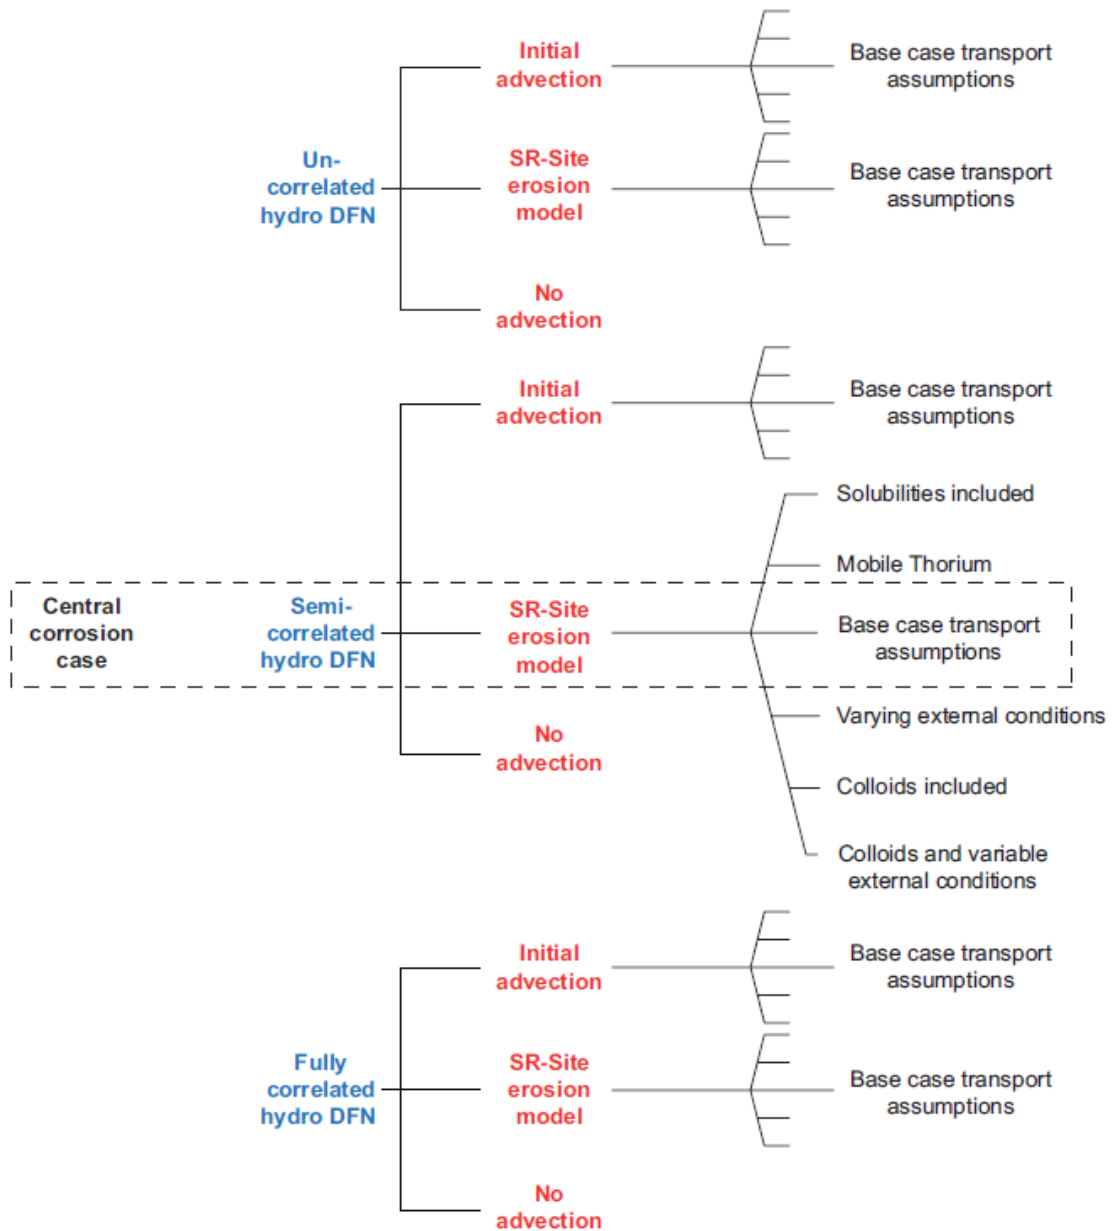 Initial
advection
Base case transport
assumptions
Un-
correlated
hydro DFN
SR-Site
erosion
model
Base case transport
assumptions
No
advection
Initial
advection
Base case transport
assumptions
Solubilities included
Mobile Thorium
Central
corrosion
case
Semi-
correlated
hydro DFN
SR-Site
erosion
model
Base case transport
assumptions
Varying external conditions
No
advection
Colloids included
Colloids and variable
external conditions
Initial
advection
Base case transport
assumptions
Fully
correlated
hydro DFN
SR-Site
erosion
model
Base case transport
assumptions
No
advection